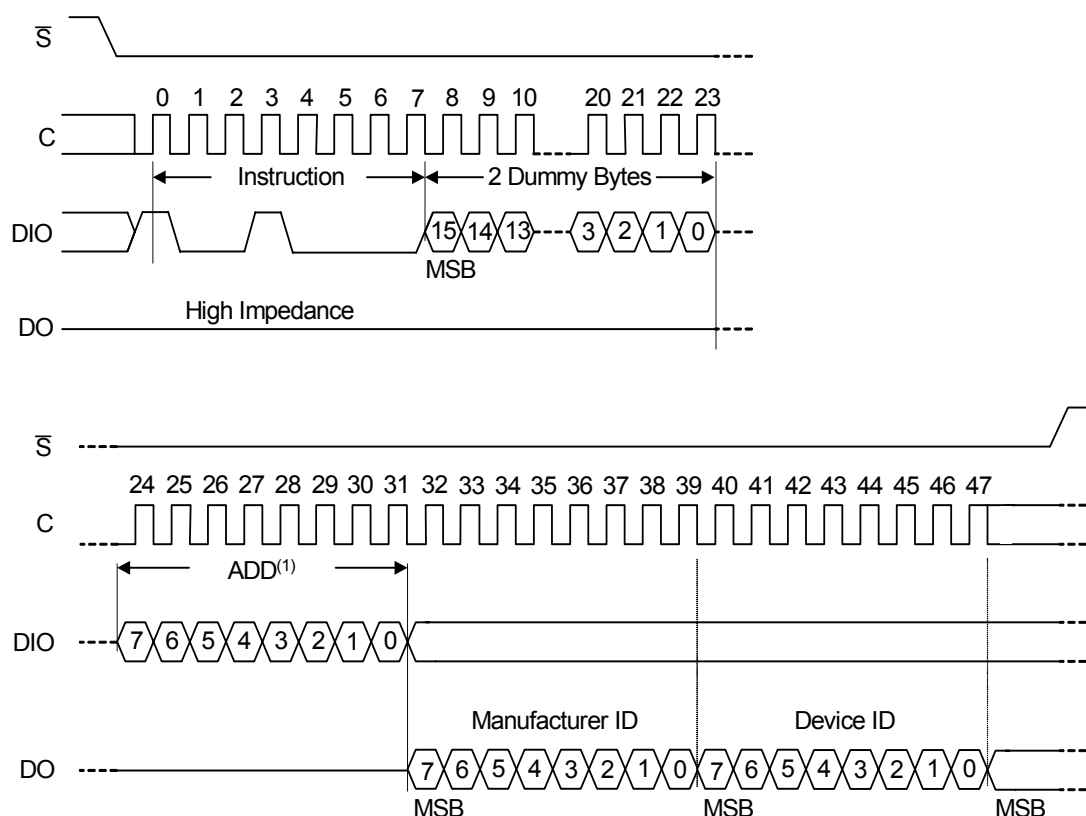 S
0 1 2 3 4 5 6 7 8 9 10 20 21 22 23
C
Instruction 2 Dummy Bytes
DIO 15 14 13 3 2 1 0
MSB
High Impedance
DO
S
24 25 26 27 28 29 30 31 32 33 34 35 36 37 38 39 40 41 42 43 44 45 46 47
C
ADD(1)
DIO 7 6 5 4 3 2 1 0
Manufacturer ID Device ID
DO 7 6 5 4 3 2 1 0 7 6 5 4 3 2 1 0
MSB MSB MSB